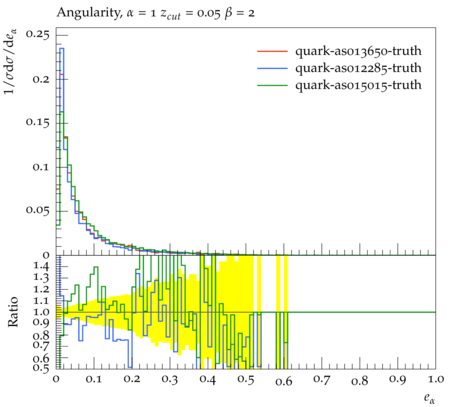 Angularity, α = 1 z_cut = 0.05 β = 2
1/σdσ/de_α
0.25
0.2
0.15
0.1
0.05
0
quark-as013650-truth
quark-as012285-truth
quark-as015015-truth
Ratio
1.4
1.3
1.2
1.1
1.0
0.9
0.8
0.7
0.6
0.5
0 0.1 0.2 0.3 0.4 0.5 0.6 0.7 0.8 0.9 1.0
e_α